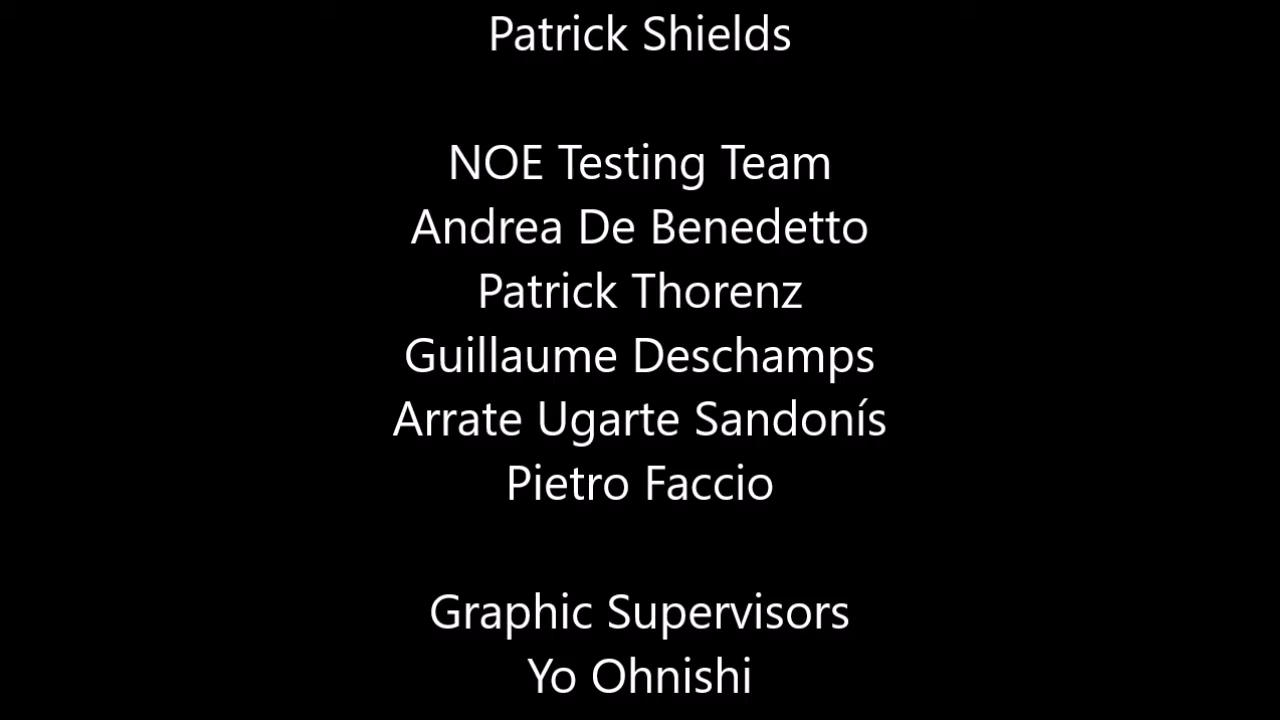 Patrick Shields
NOE Testing Team
Andrea De Benedetto
Patrick Thorenz
Guillaume Deschamps
Arrate Ugarte Sandonís
Pietro Faccio
Graphic Supervisors
Yo Ohnishi